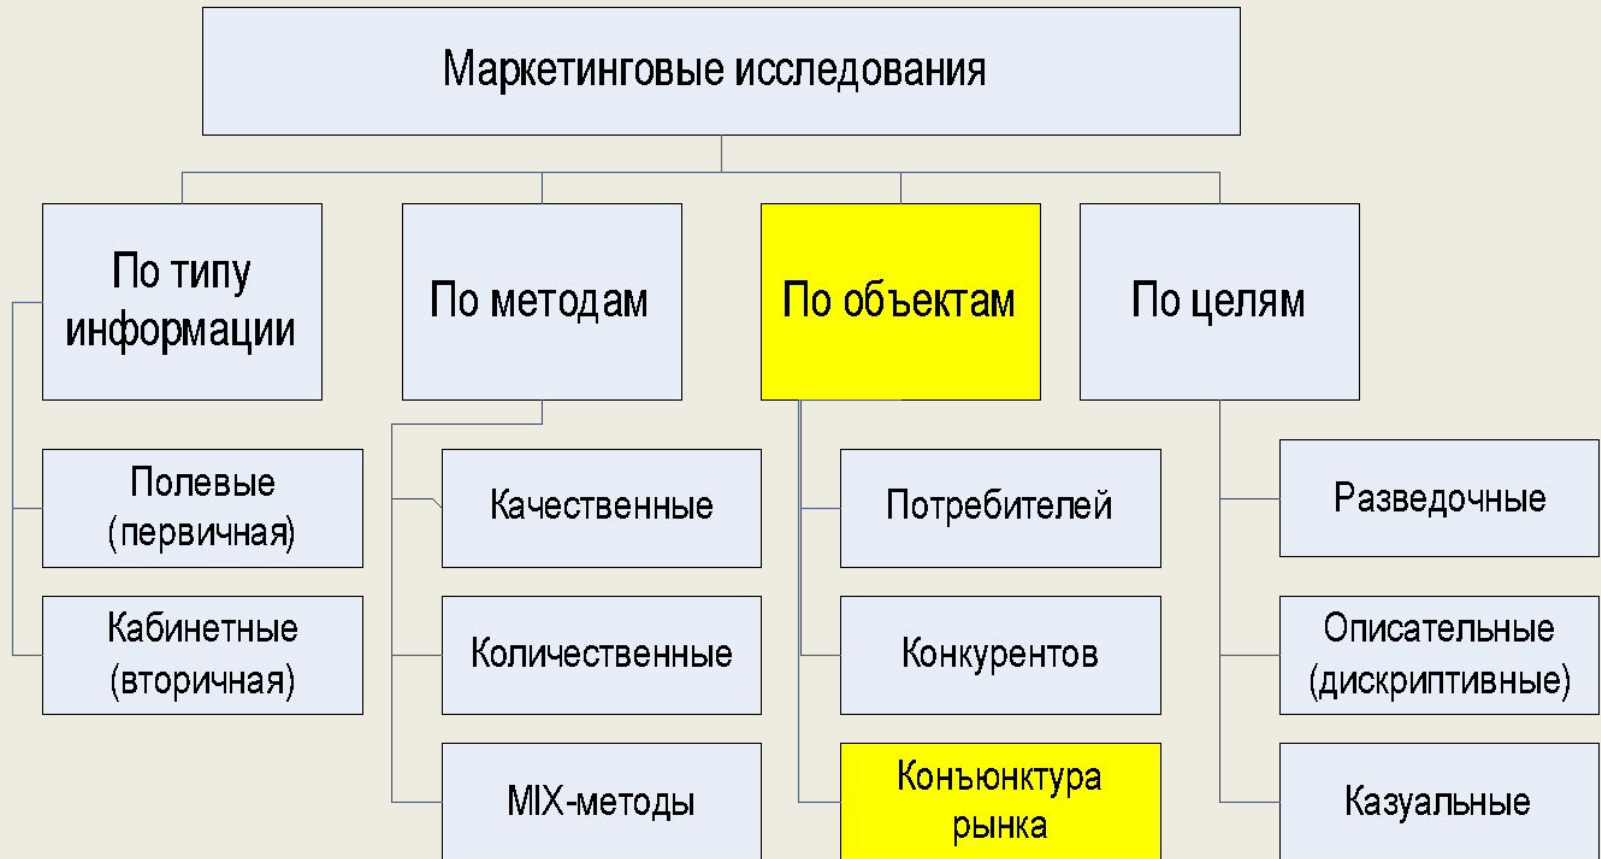 Маркетинговые исследования
По типу
информации
По методам
По объектам
По целям
Полевые
(первичная)
Кабинетные
(вторичная)
Качественные
Количественные
MIX-методы
Потребителей
Конкурентов
Конъюнктура
рынка
Разведочные
Описательные
(дискриптивные)
Казуальные